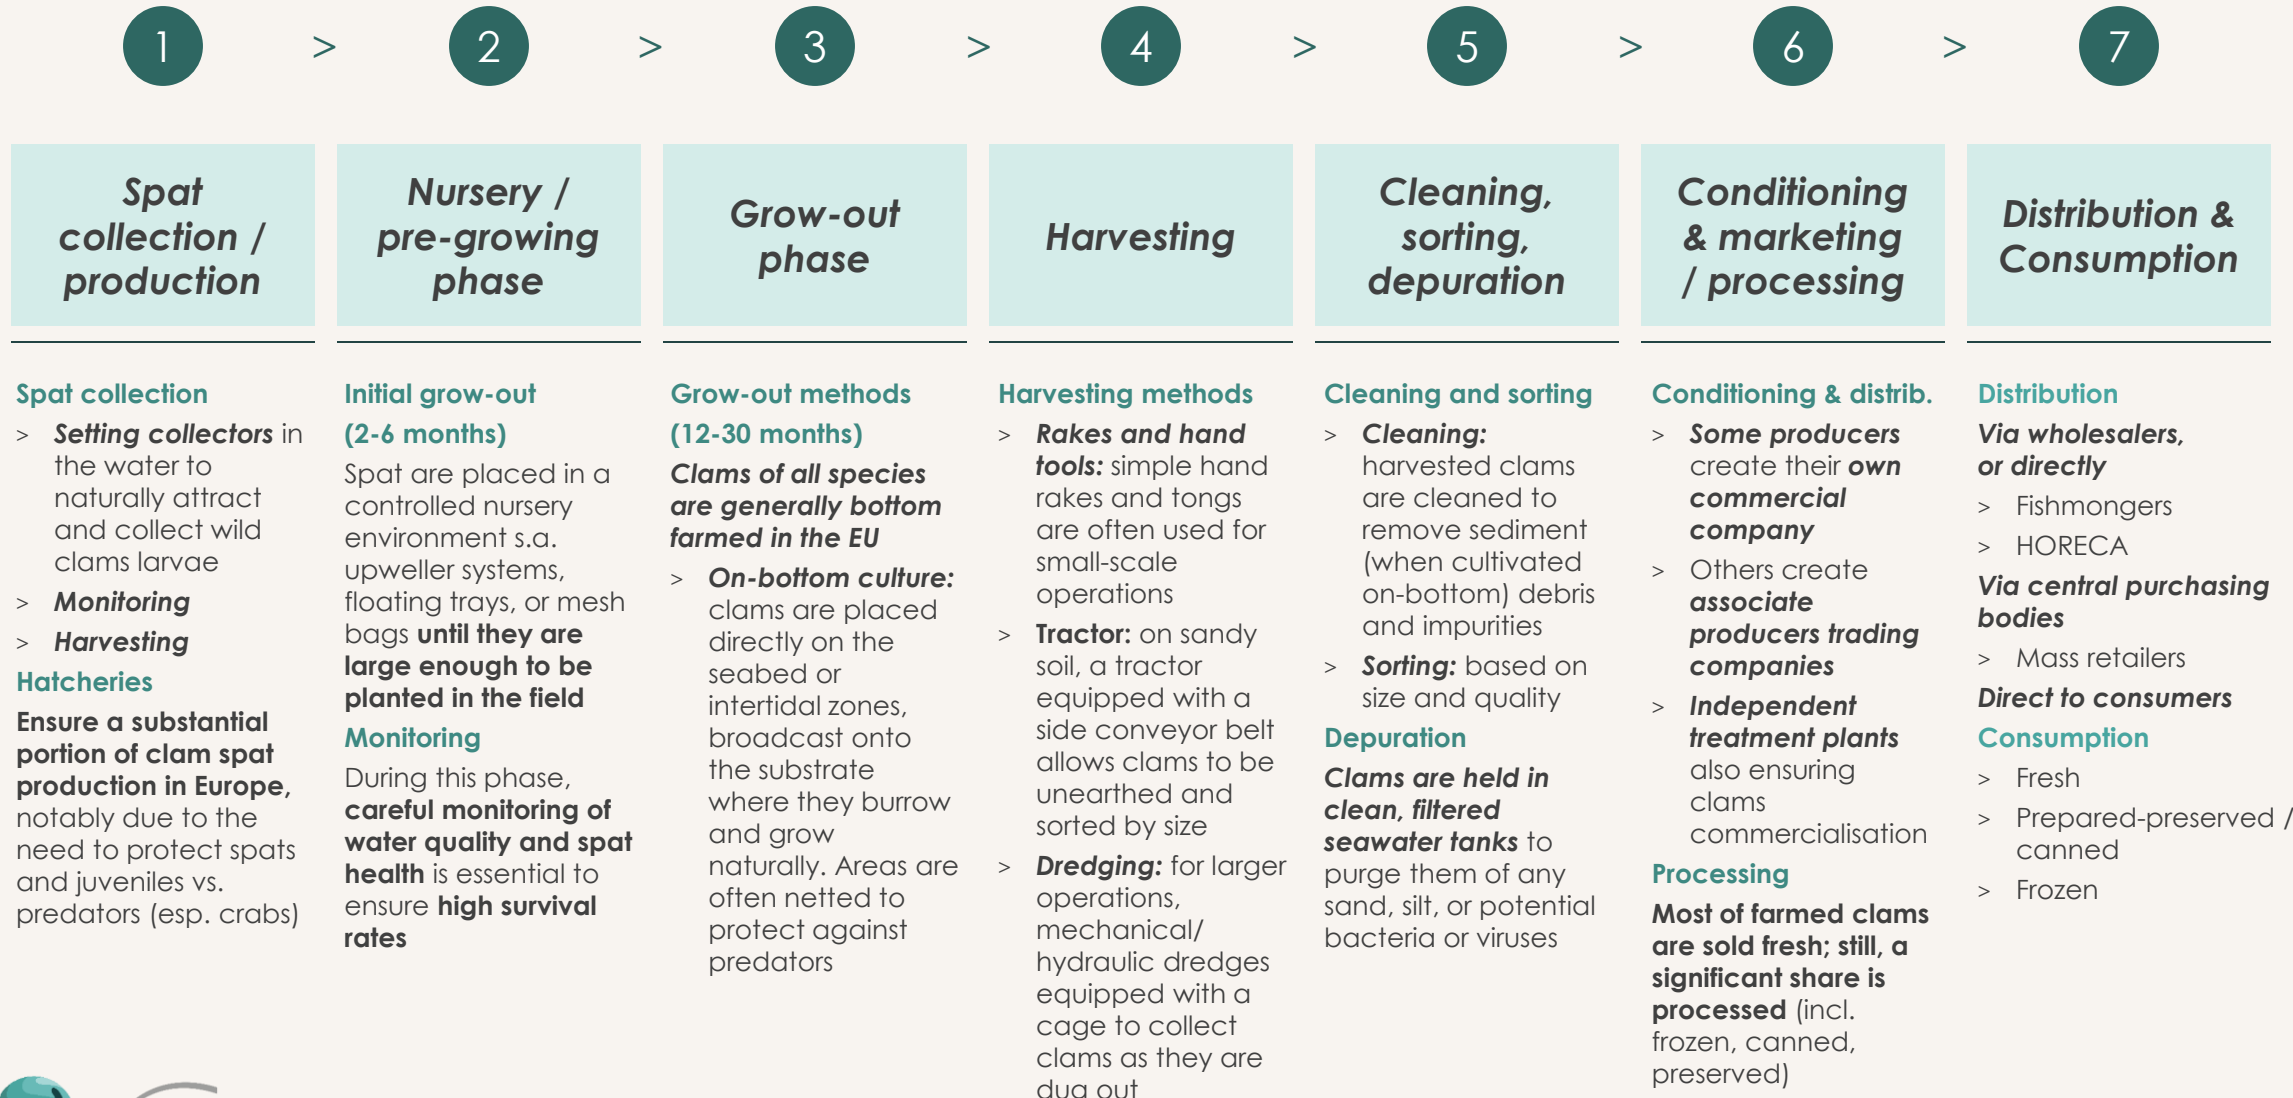 1 > 2 > 3 > 4 > 5 > 6 > 7
Spat
collection /
production
Nursery /
pre-growing
phase
Grow-out
phase
Harvesting
Cleaning,
sorting,
depuration
Conditioning
& marketing
/ processing
Distribution &
Consumption
Spat collection
> Setting collectors in
the water to
naturally attract
and collect wild
clams larvae
> Monitoring
> Harvesting
Hatcheries
Ensure a substantial
portion of clam spat
production in Europe,
notably due to the
need to protect spats
and juveniles vs.
predators (esp. crabs)
Initial grow-out
(2-6 months)
Spat are placed in a
controlled nursery
environment s.a.
upweller systems,
floating trays, or mesh
bags until they are
large enough to be
planted in the field
Monitoring
During this phase,
careful monitoring of
water quality and spat
health is essential to
ensure high survival
rates
Grow-out methods
(12-30 months)
Clams of all species
are generally bottom
farmed in the EU
> On-bottom culture:
clams are placed
directly on the
seabed or
intertidal zones,
broadcast onto
the substrate
where they burrow
and grow
naturally. Areas are
often netted to
protect against
predators
Harvesting methods
> Rakes and hand
tools: simple hand
rakes and tongs
are often used for
small-scale
operations
> Tractor: on sandy
soil, a tractor
equipped with a
side conveyor belt
allows clams to be
unearthed and
sorted by size
> Dredging: for larger
operations,
mechanical/
hydraulic dredges
equipped with a
cage to collect
clams as they are
dug out
Cleaning and sorting
> Cleaning:
harvested clams
are cleaned to
remove sediment
(when cultivated
on-bottom) debris
and impurities
> Sorting: based on
size and quality
Depuration
Clams are held in
clean, filtered
seawater tanks to
purge them of any
sand, silt, or potential
bacteria or viruses
Conditioning & distrib.
> Some producers
create their own
commercial
company
> Others create
associate
producers trading
companies
> Independent
treatment plants
also ensuring
clams
commercialisation
Processing
Most of farmed clams
are sold fresh; still, a
significant share is
processed (incl.
frozen, canned,
preserved)
Distribution
Via wholesalers,
or directly
> Fishmongers
> HORECA
Via central purchasing
bodies
> Mass retailers
Direct to consumers
Consumption
> Fresh
> Prepared-preserved /
canned
> Frozen